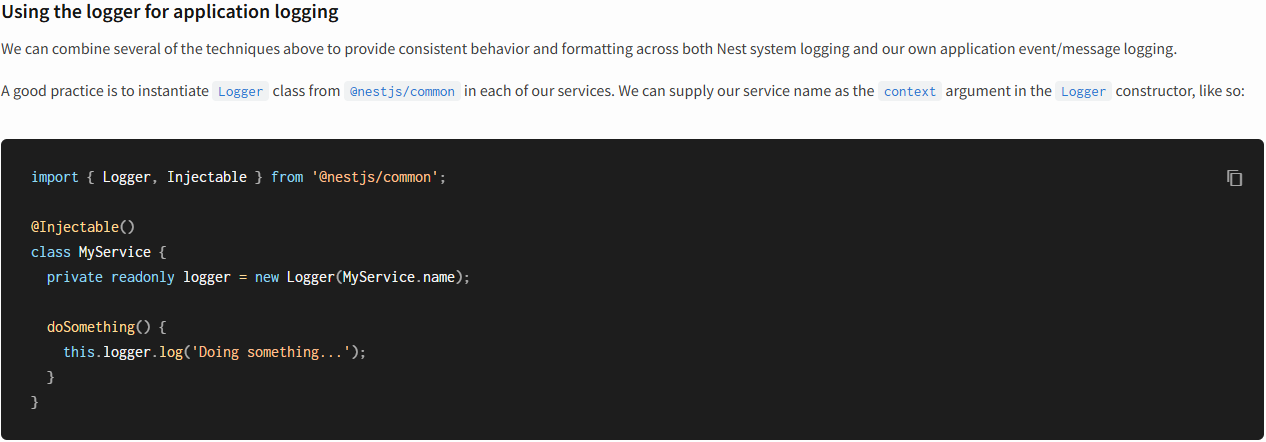 Using the logger for application logging
We can combine several of the techniques above to provide consistent behavior and formatting across both Nest system logging and our own application event/message logging.
A good practice is to instantiate Logger class from @nestjs/common in each of our services. We can supply our service name as the context argument in the Logger constructor, like so:
import { Logger, Injectable } from '@nestjs/common';
@Injectable()
class MyService {
  private readonly logger = new Logger(MyService.name);
  doSomething() {
    this.logger.log('Doing something...');
  }
}